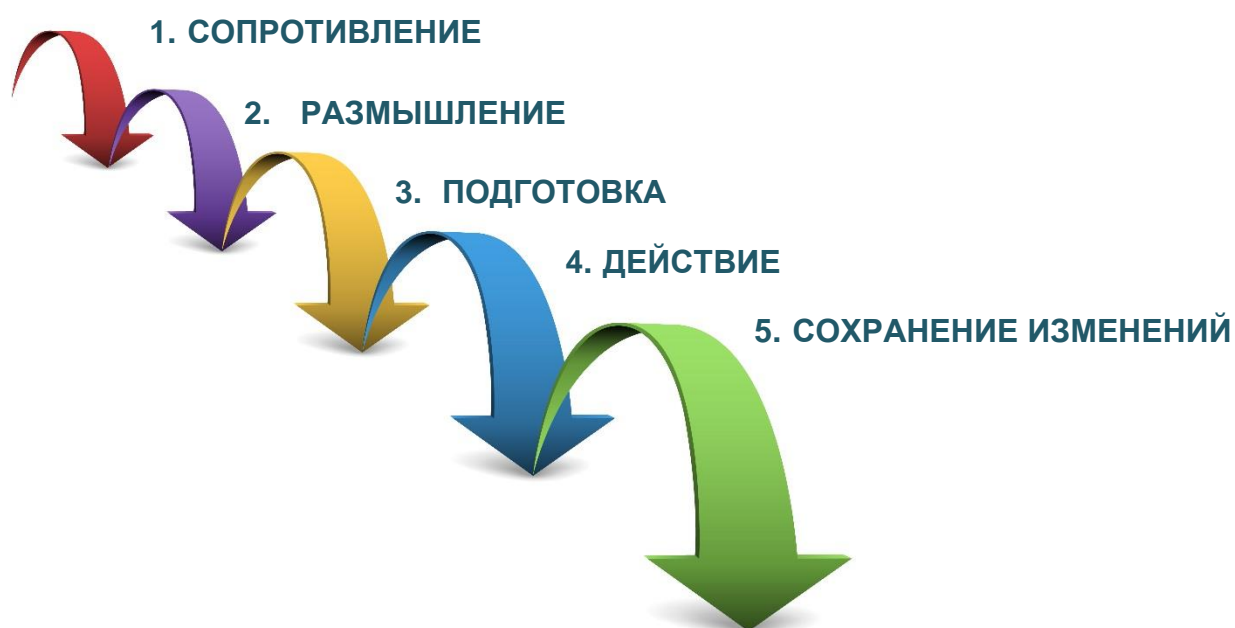 1. СОПРОТИВЛЕНИЕ
2. РАЗМЫШЛЕНИЕ
3. ПОДГОТОВКА
4. ДЕЙСТВИЕ
5. СОХРАНЕНИЕ ИЗМЕНЕНИЙ